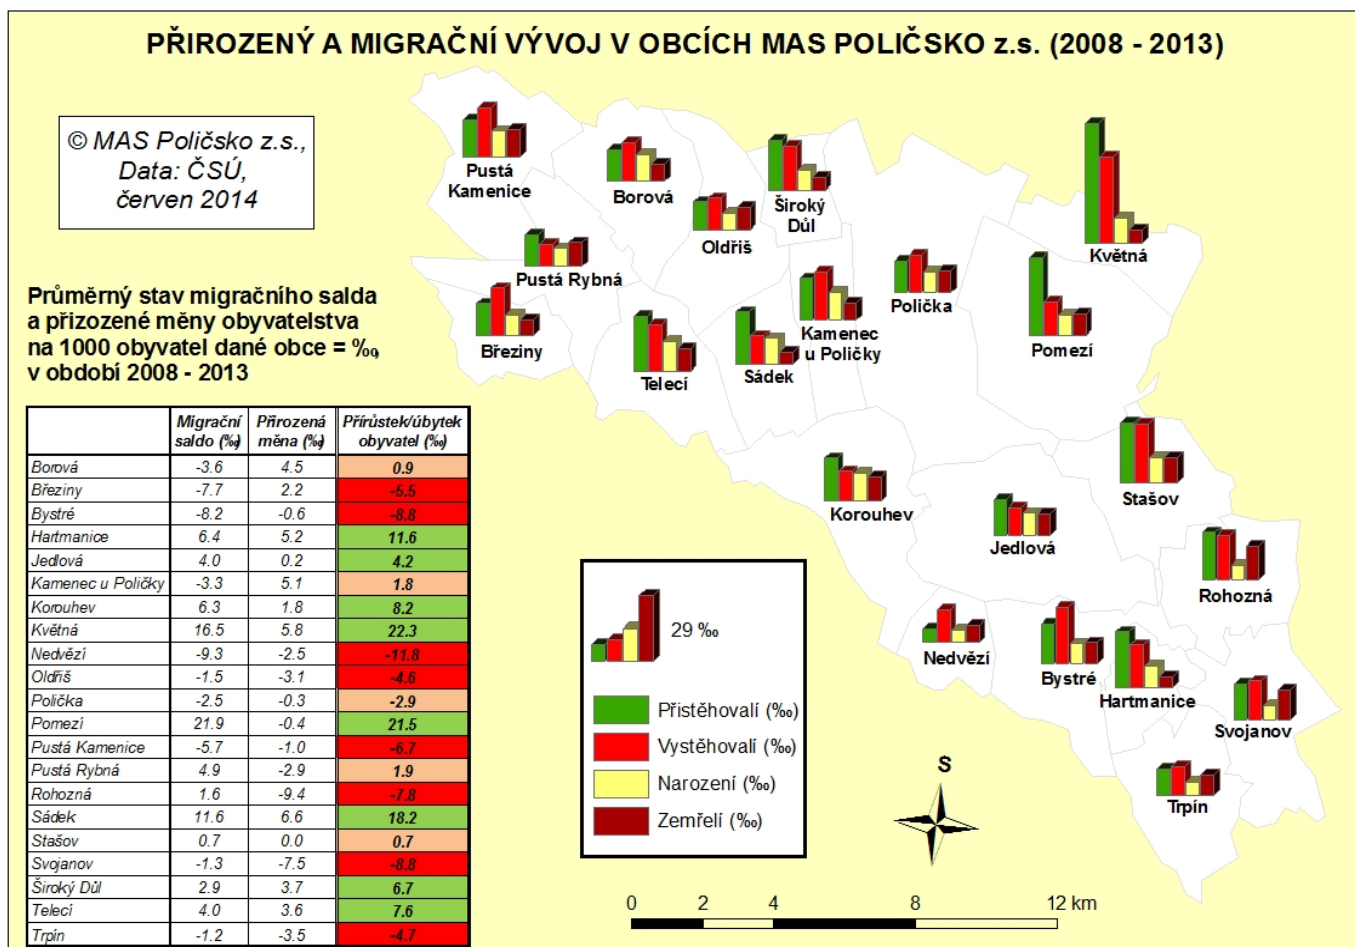 PŘIROZENÝ A MIGRAČNÍ VÝVOJ V OBCÍCH MAS POLIČSKO z.s. (2008 - 2013)
© MAS Poličsko z.s.,
Data: ČSÚ,
červen 2014
Průměrný stav migračního salda
a přizozené měny obyvatelstva
na 1000 obyvatel dané obce = ‰
v období 2008 - 2013
Migrační saldo (‰) Přirozená měna (‰) Přírůstek/úbytek obyvatel (‰)
Borová -3.6 4.5 0.9
Březiny -7.7 2.2 -5.5
Bystré -8.2 -0.6 -8.8
Hartmanice 6.4 5.2 11.6
Jedlová 4.0 0.2 4.2
Kamenec u Poličky -3.3 5.1 1.8
Korouhev 6.3 1.8 8.2
Květná 16.5 5.8 22.3
Nedvězí -9.3 -2.5 -11.8
Oldřiš -1.5 -3.1 -4.6
Polička -2.5 -0.3 -2.9
Pomezí 21.9 -0.4 21.5
Pustá Kamenice -5.7 -1.0 -6.7
Pustá Rybná 4.9 -2.9 1.9
Rohozná 1.6 -9.4 -7.8
Sádek 11.6 6.6 18.2
Stašov 0.7 0.0 0.7
Svojanov -1.3 -7.5 -8.8
Široký Důl 2.9 3.7 6.7
Telecí 4.0 3.6 7.6
Trpín -1.2 -3.5 -4.7
Pustá
Kamenice
Borová
Široký
Důl
Oldřiš
Květná
Pustá Rybná
Polička
Kamenec
u Poličky
Pomezí
Březiny
Telecí
Sádek
Stašov
Korouhev
Jedlová
Rohozná
Nedvězí
Bystré
Hartmanice
Svojanov
Trpín
29 ‰
Přistěhovalí (‰)
Vystěhovalí (‰)
Narození (‰)
Zemřelí (‰)
S
0 2 4 8 12 km